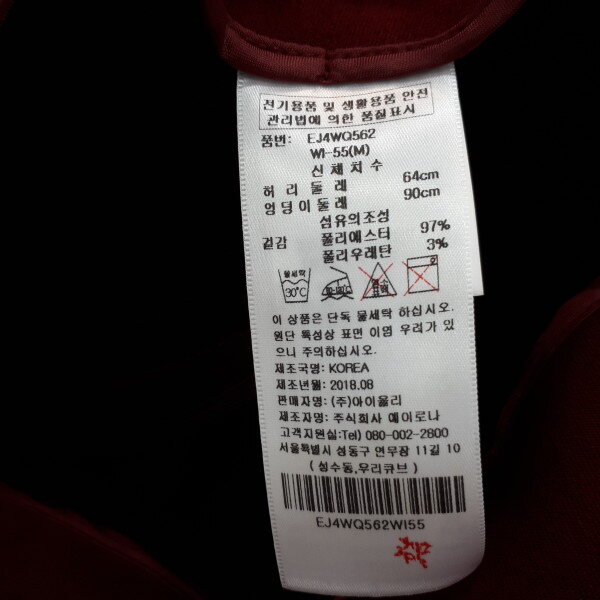 전기용품 및 생활용품 안전
관리법에 의한 품질표시
품번: EJ4WQ562
WI-55(M)
신체치수
허리둘레 64cm
엉덩이둘레 90cm
섬유의조성
겉감 폴리에스터 97%
폴리우레탄 3%
물세탁
30℃
염소
표백
이 상품은 단독 물세탁 하십시오.
원단 특성상 표면 이염 우려가 있
으니 주의하십시오.
제조국명: KOREA
제조년월: 2018.08
판매자명: (주)아이올리
제조자명: 주식회사 에이로나
고객지원실:Tel) 080-002-2800
서울특별시 성동구 연무장 11길 10
(성수동,우리큐브)
EJ4WQ562WI55